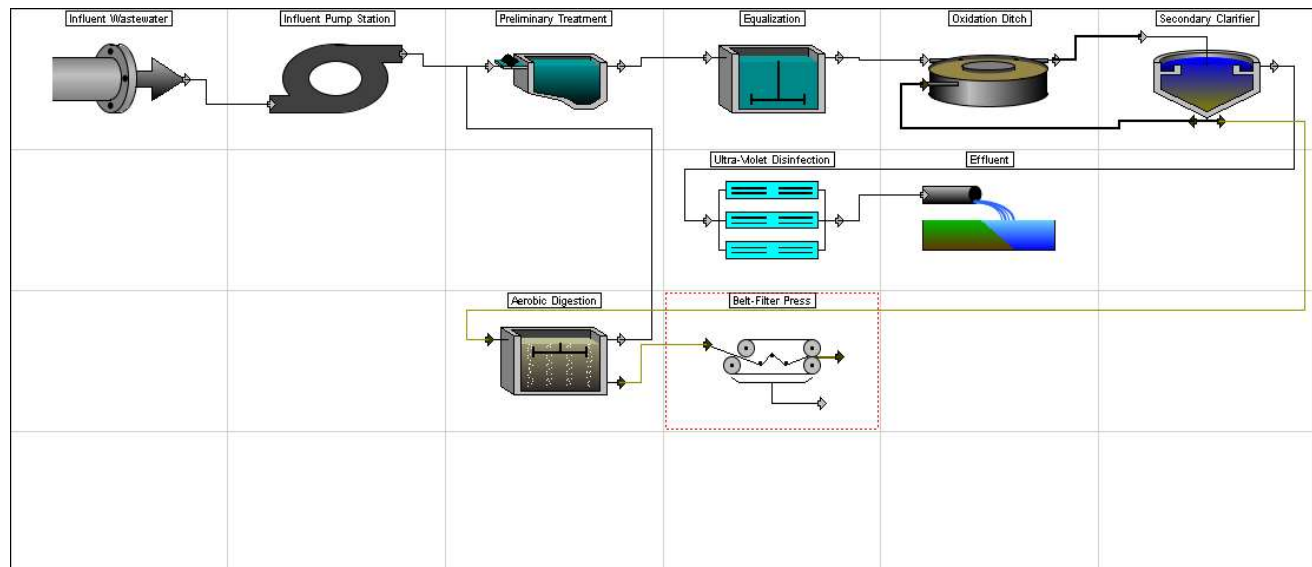 Influent Wastewater
Influent Pump Station
Preliminary Treatment
Equalization
Oxidation Ditch
Secondary Clarifier
Ultra-Violet Disinfection
Effluent
Aerobic Digestion
Belt-Filter Press